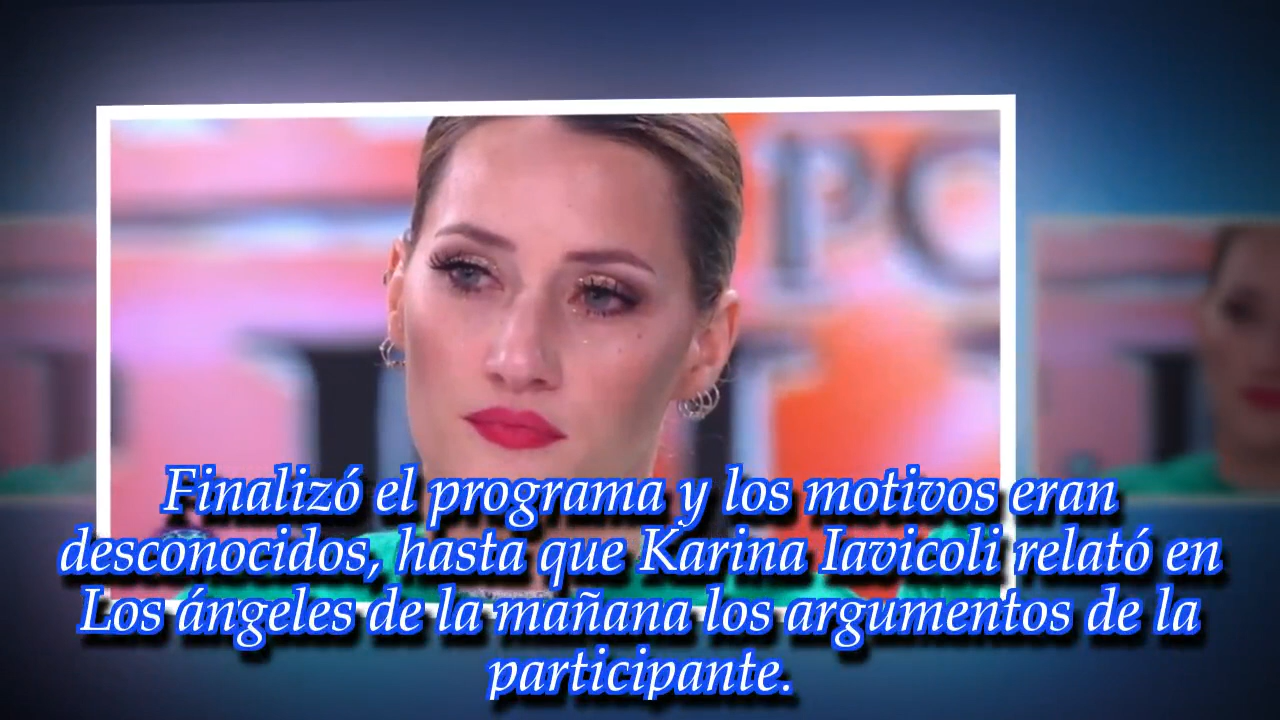 PO
Finalizó el programa y los motivos eran
desconocidos, hasta que Karina Iavicoli relató en
Los ángeles de la mañana los argumentos de la
participante.